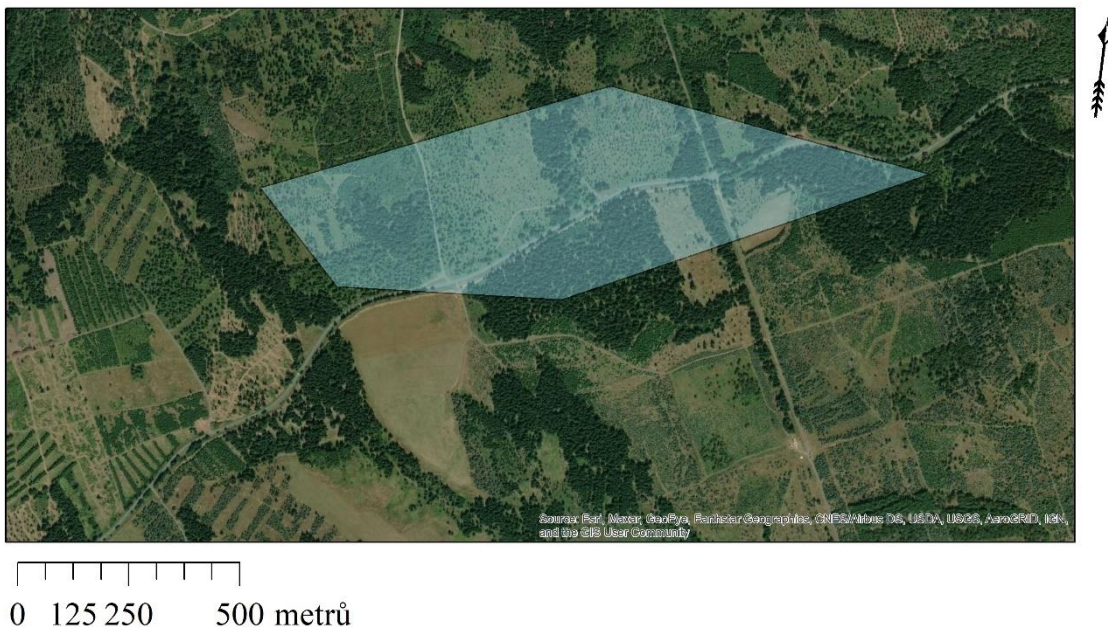 Source: Esri, Maxar, GeoEye, Earthstar Geographics, CNES/Airbus DS, USDA, USGS, AeroGRID, IGN,
and the GIS User Community
0 125 250 500 metrů